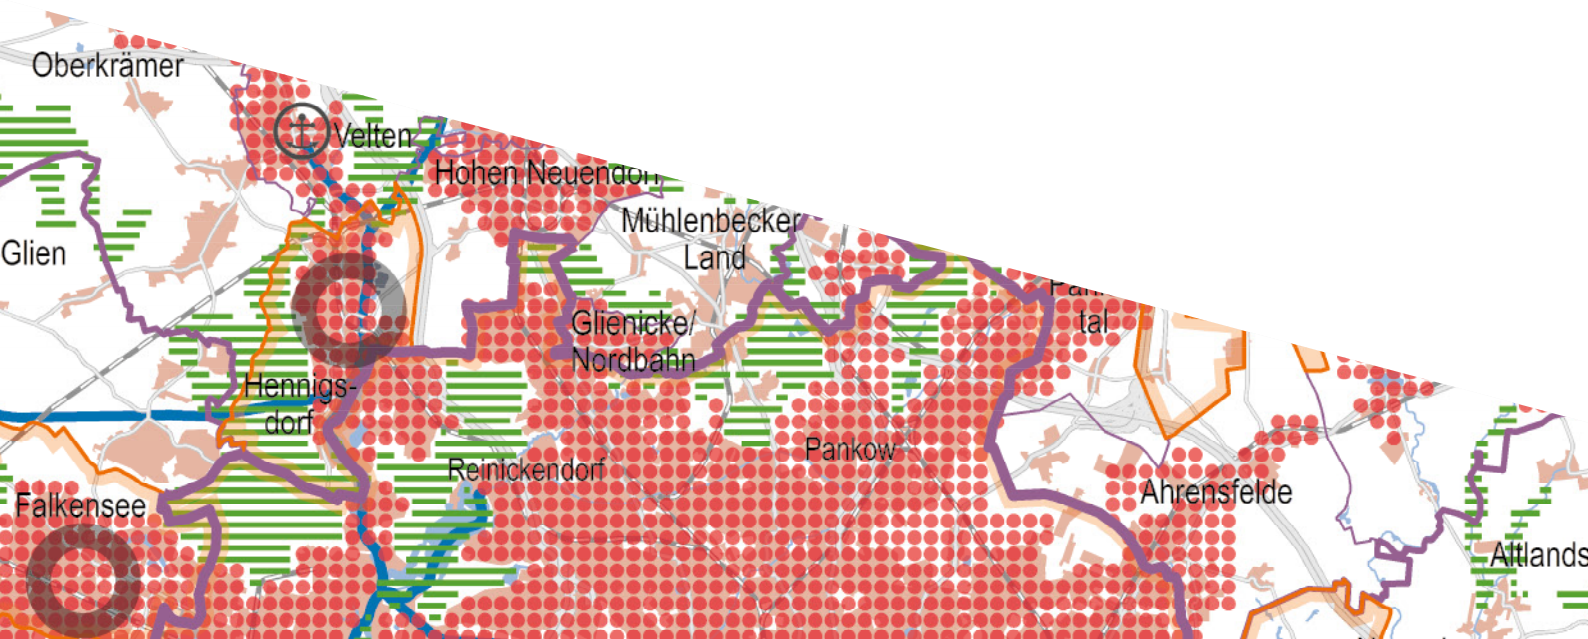 Oberkrämer
Velten
Hohen Neuendorf
Mühlenbecker
Land
Glien
Glienicke/
Nordbahn
tal
Hennigs-
dorf
Pankow
Reinickendorf
Ahrensfelde
Falkensee
Altlands